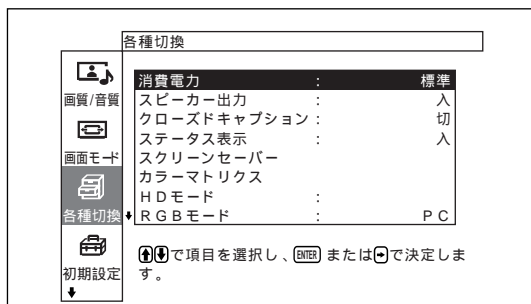 各種切換
画質/音質
画面モード
各種切換
初期設定
消費電力 : 標準
スピーカー出力 : 入
クローズドキャプション : 切
ステータス表示 : 入
スクリーンセーバー
カラーマトリクス
HDモード :
RGBモード : PC
で項目を選択し、ENTER またはで決定しま
す。